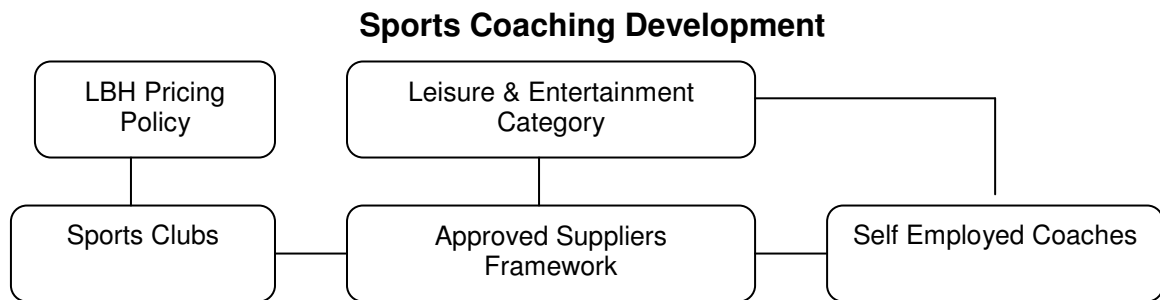 Sports Coaching Development
LBH Pricing
Policy
Leisure & Entertainment
Category
Sports Clubs
Approved Suppliers
Framework
Self Employed Coaches